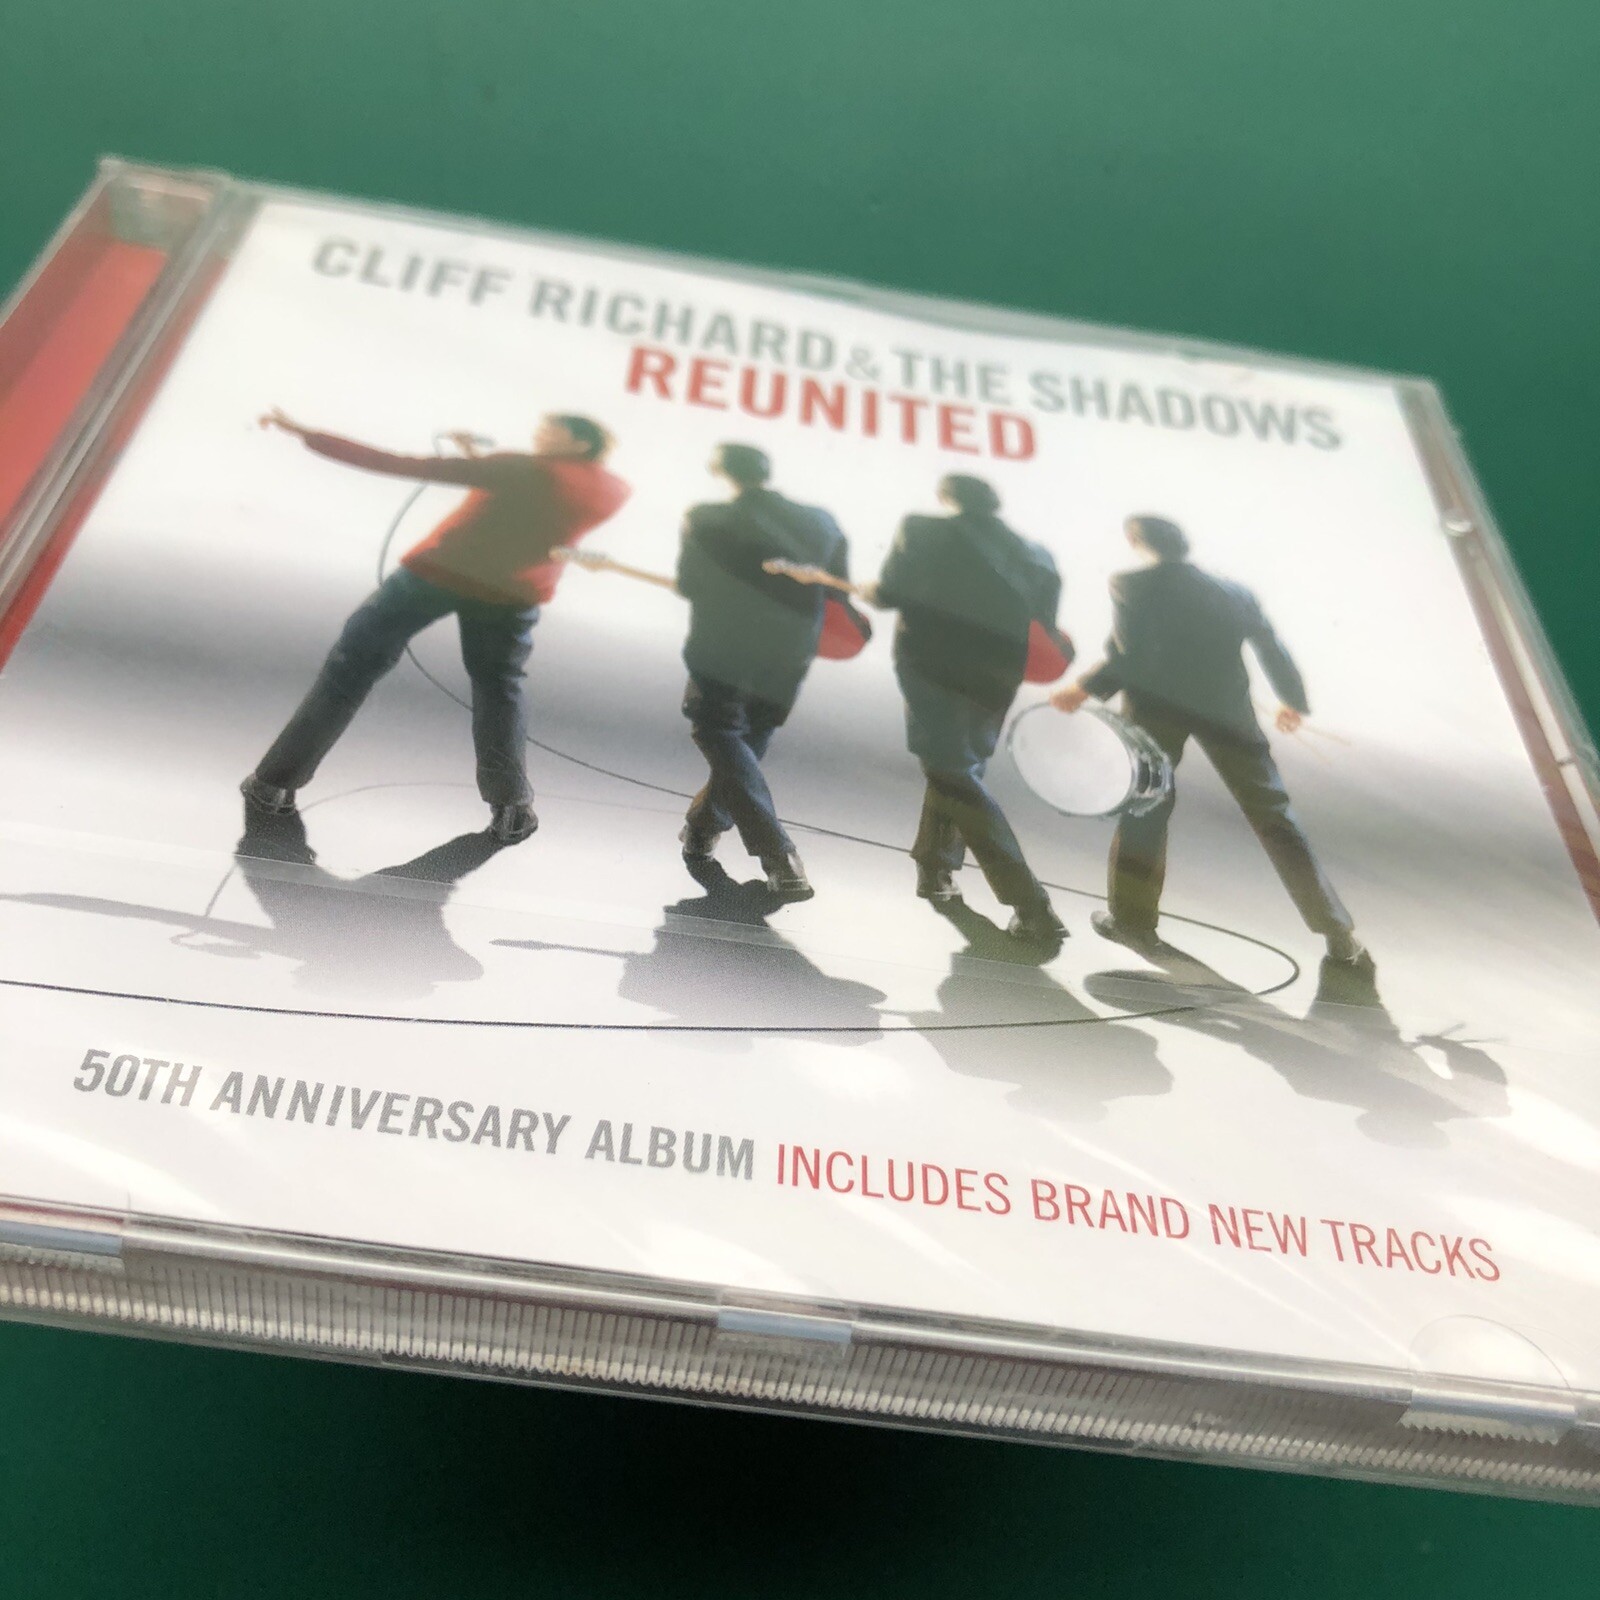 CLIFF RICHARD & THE SHADOWS
REUNITED
50TH ANNIVERSARY ALBUM INCLUDES BRAND NEW TRACKS